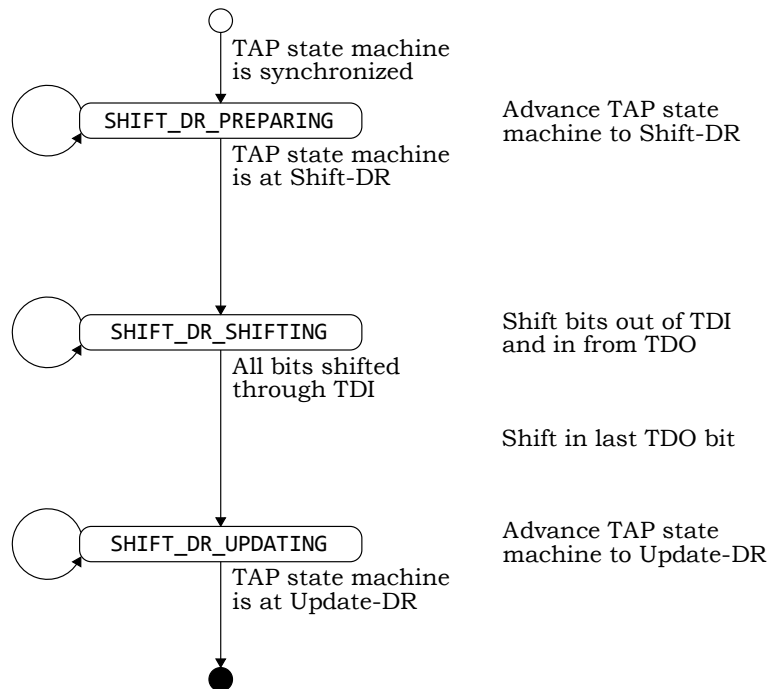 TAP state machine
is synchronized
SHIFT_DR_PREPARING
Advance TAP state
machine to Shift-DR
TAP state machine
is at Shift-DR
SHIFT_DR_SHIFTING
Shift bits out of TDI
and in from TDO
All bits shifted
through TDI
Shift in last TDO bit
SHIFT_DR_UPDATING
Advance TAP state
machine to Update-DR
TAP state machine
is at Update-DR